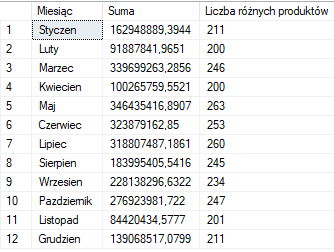 Miesiąc Suma Liczba różnych produktów
1 Styczen 162948889,3944 211
2 Luty 91887841,9651 200
3 Marzec 339699263,2856 246
4 Kwiecien 100265759,5521 200
5 Maj 346435416,8907 263
6 Czerwiec 323879162,85 253
7 Lipiec 318807487,1861 260
8 Sierpien 183995405,5416 245
9 Wrzesien 228138296,6322 234
10 Pazdziernik 276923981,722 247
11 Listopad 84420434,5777 201
12 Grudzien 139068517,0799 211